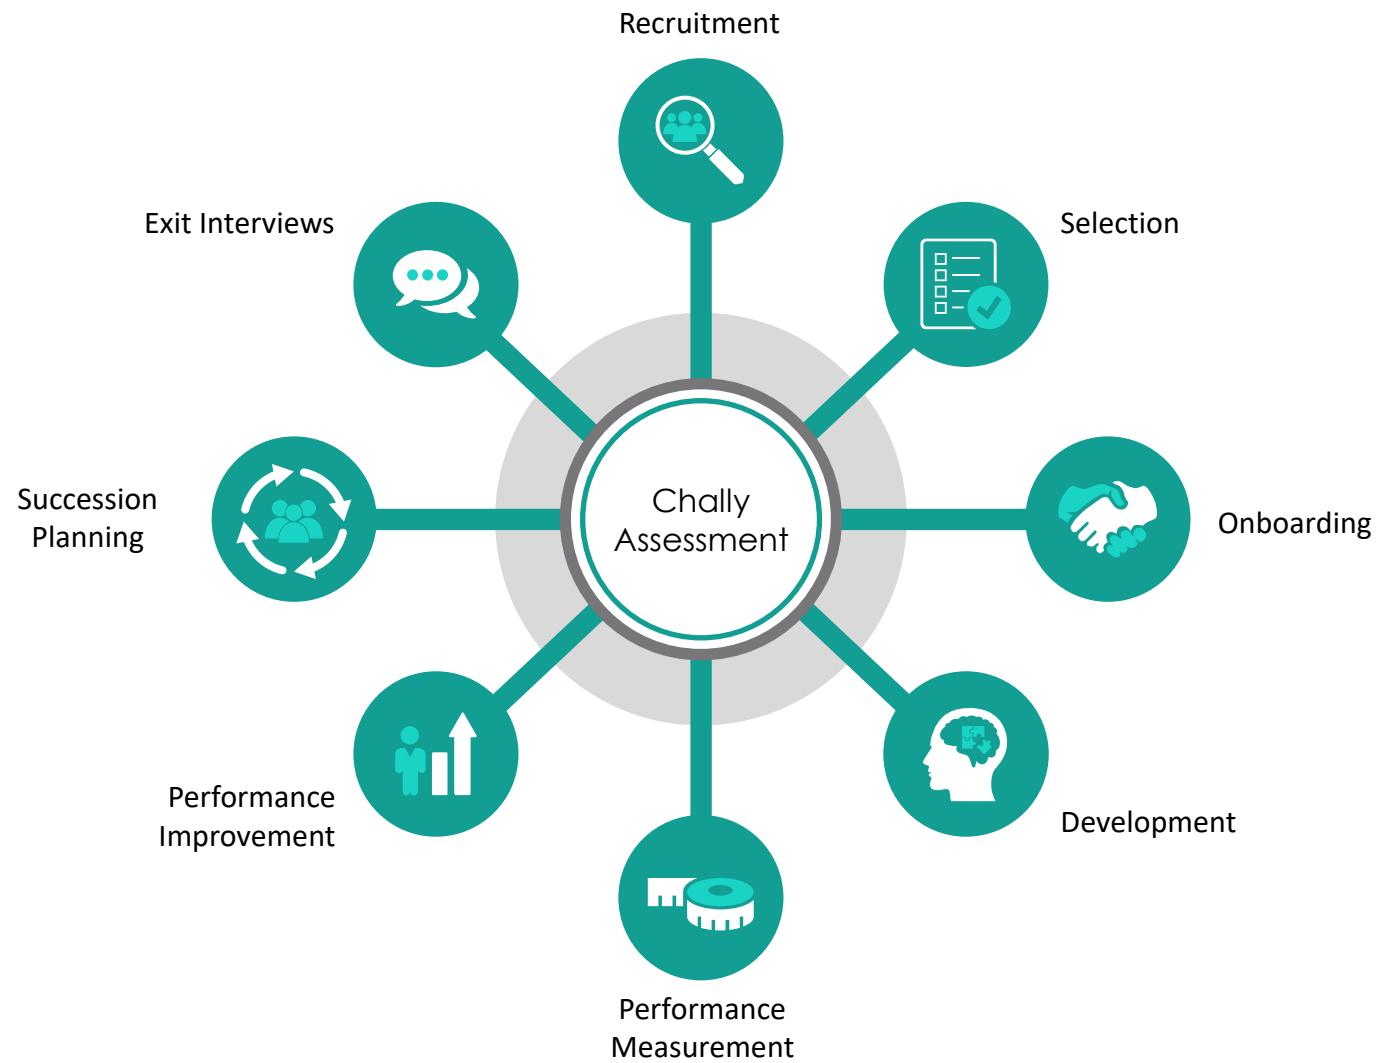 Recruitment
Exit Interviews
Selection
Succession
Planning
Chally
Assessment
Onboarding
Performance
Improvement
Development
Performance
Measurement